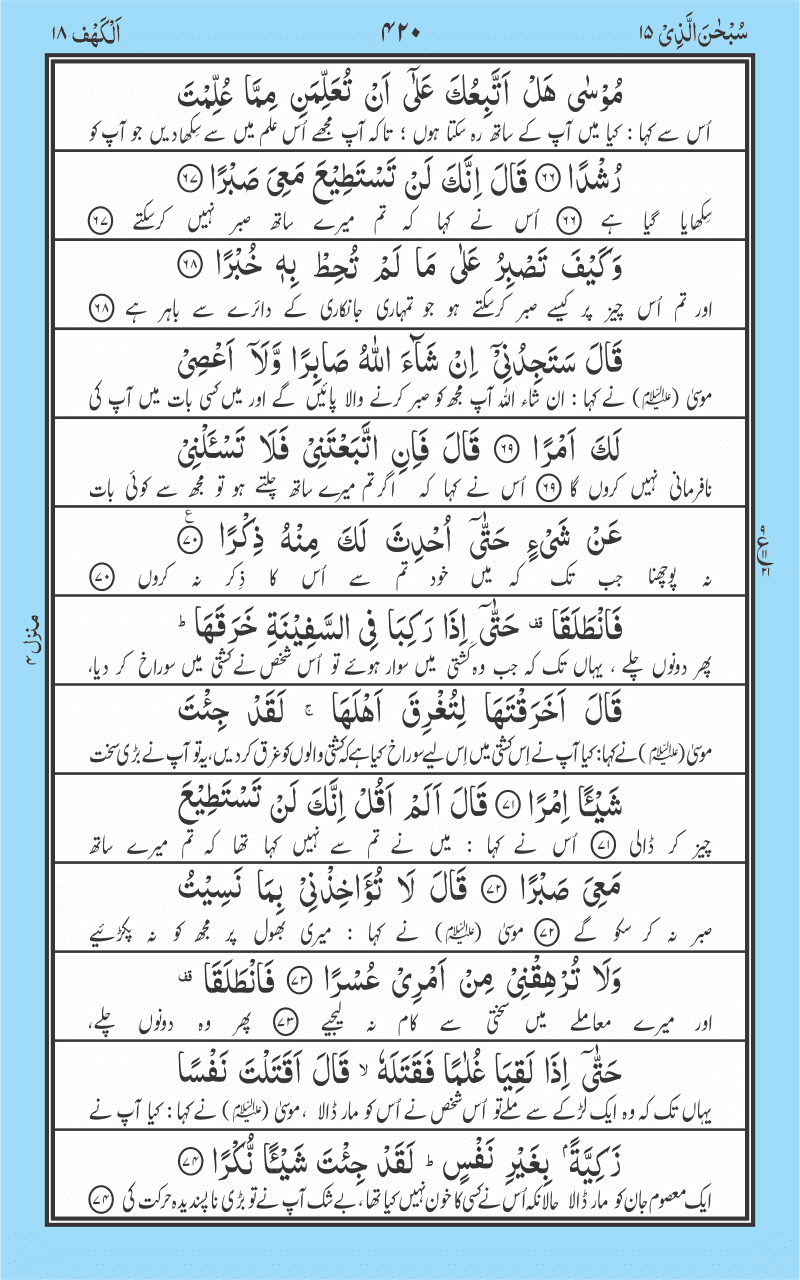 سُبْحٰنَ الَّذِیْ ۱۵
۴۲۰
اَلْکَهْف ۱۸
مُوْسٰی هَلْ اَتَّبِعُكَ عَلٰۤی اَنْ تُعَلِّمَنِ مِمَّا عُلِّمْتَ
اُس سے کہا : کیا میں آپ کے ساتھ رہ سکتا ہوں ؛ تاکہ آپ مجھے اُس علم میں سے سِکھادیں جو آپ کو
رُشْدًا ۶۶ قَالَ اِنَّكَ لَنْ تَسْتَطِیْعَ مَعِیَ صَبْرًا ۶۷
سِکھایا گیا ہے ۶۶ اُس نے کہا کہ تم میرے ساتھ صبر نہیں کرسکتے ۶۷
وَكَیْفَ تَصْبِرُ عَلٰی مَا لَمْ تُحِطْ بِهٖ خُبْرًا ۶۸
اور تم اُس چیز پر کیسے صبر کرسکتے ہو جو تمہاری جانکاری کے دائرے سے باہر ہے ۶۸
قَالَ سَتَجِدُنِیْۤ اِنْ شَآءَ اللّٰهُ صَابِرًا وَّلَاۤ اَعْصِیْ
موسیٰ (علیہ السلام) نے کہا : ان شاء اللہ آپ مجھ کو صبر کرنے والا پائیں گے اور میں کسی بات میں آپ کی
لَكَ اَمْرًا ۶۹ قَالَ فَاِنِ اتَّبَعْتَنِیْ فَلَا تَسْـَٔلْنِیْ
نافرمانی نہیں کروں گا ۶۹ اُس نے کہا کہ اگر تم میرے ساتھ چلتے ہو تو مجھ سے کوئی بات
عَنْ شَیْءٍ حَتّٰۤی اُحْدِثَ لَكَ مِنْهُ ذِكْرًا ۷۰ ع
نہ پوچھنا جب تک کہ میں خود تم سے اُس کا ذِکر نہ کروں ۷۰
فَانْطَلَقَا قف حَتّٰۤی اِذَا رَكِبَا فِی السَّفِیْنَةِ خَرَقَهَا ط
پھر دونوں چلے ، یہاں تک کہ جب وہ کشتی میں سوار ہوئے تو اُس شخص نے کشتی میں سوراخ کر دیا،
قَالَ اَخَرَقْتَهَا لِتُغْرِقَ اَهْلَهَا ج لَقَدْ جِئْتَ
موسیٰ (علیہ السلام) نے کہا: کیا آپ نے اِس کشتی میں اِس لیے سوراخ کیا ہے کہ کشتی والوں کو غرق کر دیں، یہ تو آپ نے بڑی سخت
شَیْـًٔا اِمْرًا ۷۱ قَالَ اَلَمْ اَقُلْ اِنَّكَ لَنْ تَسْتَطِیْعَ
چیز کر ڈالی ۷۱ اُس نے کہا : میں نے تم سے نہیں کہا تھا کہ تم میرے ساتھ
مَعِیَ صَبْرًا ۷۲ قَالَ لَا تُؤَاخِذْنِیْ بِمَا نَسِیْتُ
صبر نہ کر سکو گے ۷۲ موسیٰ (علیہ السلام) نے کہا : میری بھول پر مجھ کو نہ پکڑئیے
وَلَا تُرْهِقْنِیْ مِنْ اَمْرِیْ عُسْرًا ۷۳ فَانْطَلَقَا قف
اور میرے معاملے میں سختی سے کام نہ لیجیے ۷۳ پھر وہ دونوں چلے،
حَتّٰۤی اِذَا لَقِیَا غُلٰمًا فَقَتَلَهٗ لا قَالَ اَقَتَلْتَ نَفْسًا
یہاں تک کہ وہ ایک لڑکے سے ملے تو اُس شخص نے اُس کو مار ڈالا ، موسیٰ (علیہ السلام) نے کہا : کیا آپ نے
زَكِیَّةً ۢ بِغَیْرِ نَفْسٍ ط لَقَدْ جِئْتَ شَیْـًٔا نُّكْرًا ۷۴
ایک معصوم جان کو مار ڈالا حالانکہ اُس نے کسی کا خون نہیں کیا تھا، بے شک آپ نے تو بڑی ناپسندیدہ حرکت کی ۷۴
ع ۹ ۱۱ ۲۱
منزل ۴